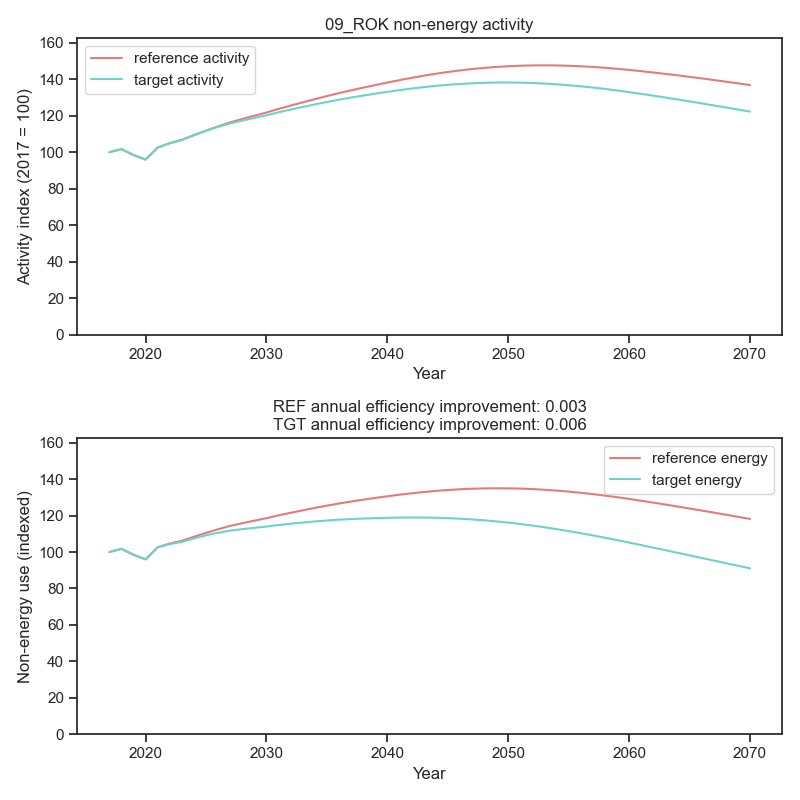 09_ROK non-energy activity
reference activity
target activity
Activity index (2017 = 100)
160
140
120
100
80
60
40
20
0
2020
2030
2040
2050
2060
2070
Year
REF annual efficiency improvement: 0.003
TGT annual efficiency improvement: 0.006
reference energy
target energy
Non-energy use (indexed)
160
140
120
100
80
60
40
20
0
2020
2030
2040
2050
2060
2070
Year